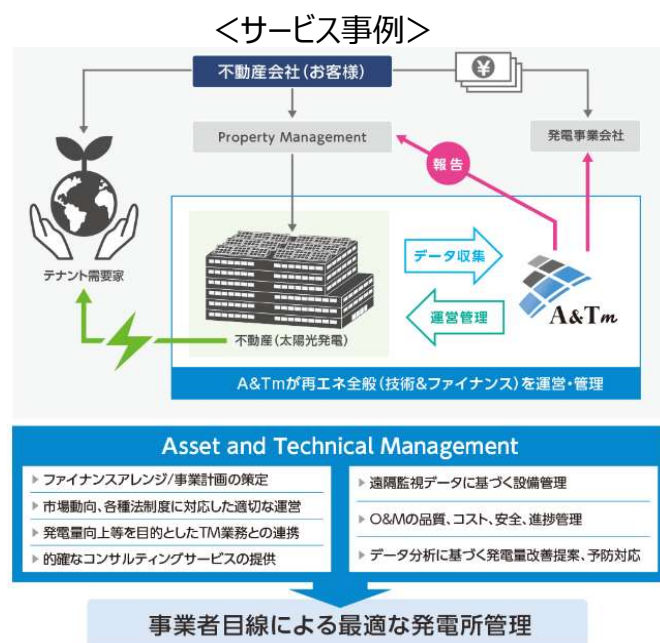 ＜サービス事例＞
不動産会社（お客様）
¥
Property Management
発電事業会社
報告
テナント需要家
データ収集
運営管理
A&Tm
不動産（太陽光発電）
A&Tmが再エネ全般（技術&ファイナンス）を運営・管理
Asset and Technical Management
ファイナンスアレンジ/事業計画の策定
市場動向、各種法制度に対応した適切な運営
発電量向上等を目的としたTM業務との連携
的確なコンサルティングサービスの提供
遠隔監視データに基づく設備管理
O&Mの品質、コスト、安全、進捗管理
データ分析に基づく発電量改善提案、予防対応
事業者目線による最適な発電所管理